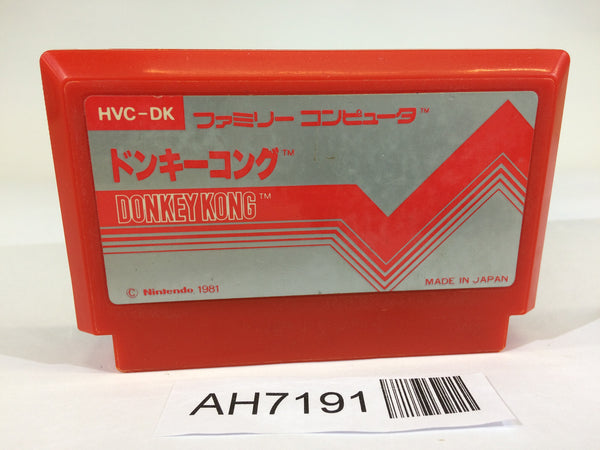 HVC-DK
ファミリー コンピュータ™
ドンキーコング™
DONKEY KONG™
© Nintendo 1981
MADE IN JAPAN
AH7191